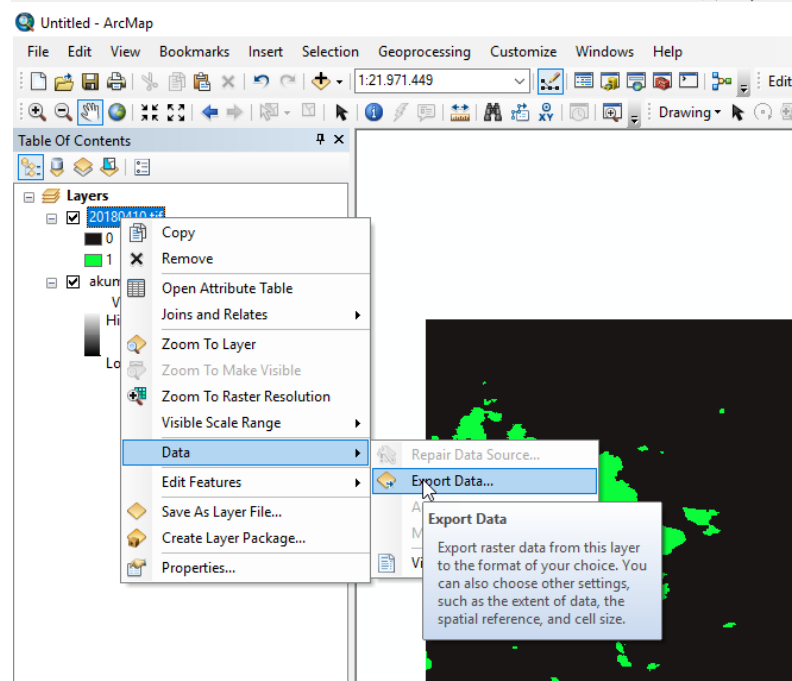 Untitled - ArcMap
File Edit View Bookmarks Insert Selection Geoprocessing Customize Windows Help
1:21.971.449
Drawing
Table Of Contents
Layers
20180410.tif
0
1
Copy
Remove
Open Attribute Table
Joins and Relates
Zoom To Layer
Zoom To Make Visible
Zoom To Raster Resolution
Visible Scale Range
Data
Edit Features
Save As Layer File...
Create Layer Package...
Properties...
Repair Data Source...
Export Data...
Export Data
Export raster data from this layer
to the format of your choice. You
can also choose other settings,
such as the extent of data, the
spatial reference, and cell size.